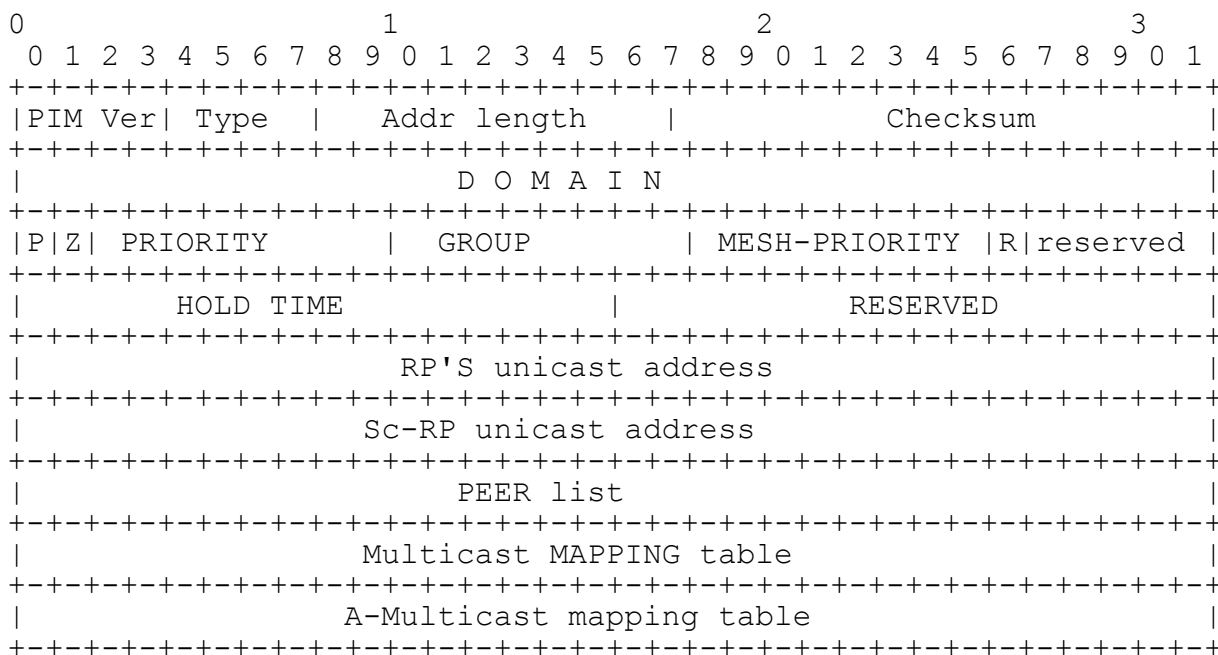 0                   1                   2                   3
 0 1 2 3 4 5 6 7 8 9 0 1 2 3 4 5 6 7 8 9 0 1 2 3 4 5 6 7 8 9 0 1
+-+-+-+-+-+-+-+-+-+-+-+-+-+-+-+-+-+-+-+-+-+-+-+-+-+-+-+-+-+-+-+-+
|PIM Ver| Type  |   Addr length    |           Checksum         |
+-+-+-+-+-+-+-+-+-+-+-+-+-+-+-+-+-+-+-+-+-+-+-+-+-+-+-+-+-+-+-+-+
|                       D O M A I N                             |
+-+-+-+-+-+-+-+-+-+-+-+-+-+-+-+-+-+-+-+-+-+-+-+-+-+-+-+-+-+-+-+-+
|P|Z| PRIORITY      |  GROUP        | MESH-PRIORITY |R|reserved |
+-+-+-+-+-+-+-+-+-+-+-+-+-+-+-+-+-+-+-+-+-+-+-+-+-+-+-+-+-+-+-+-+
|        HOLD TIME              |            RESERVED           |
+-+-+-+-+-+-+-+-+-+-+-+-+-+-+-+-+-+-+-+-+-+-+-+-+-+-+-+-+-+-+-+-+
|                    RP'S unicast address                       |
+-+-+-+-+-+-+-+-+-+-+-+-+-+-+-+-+-+-+-+-+-+-+-+-+-+-+-+-+-+-+-+-+
|                  Sc-RP unicast address                        |
+-+-+-+-+-+-+-+-+-+-+-+-+-+-+-+-+-+-+-+-+-+-+-+-+-+-+-+-+-+-+-+-+
|                       PEER list                               |
+-+-+-+-+-+-+-+-+-+-+-+-+-+-+-+-+-+-+-+-+-+-+-+-+-+-+-+-+-+-+-+-+
|                  Multicast MAPPING table                      |
+-+-+-+-+-+-+-+-+-+-+-+-+-+-+-+-+-+-+-+-+-+-+-+-+-+-+-+-+-+-+-+-+
|                 A-Multicast mapping table                     |
+-+-+-+-+-+-+-+-+-+-+-+-+-+-+-+-+-+-+-+-+-+-+-+-+-+-+-+-+-+-+-+-+